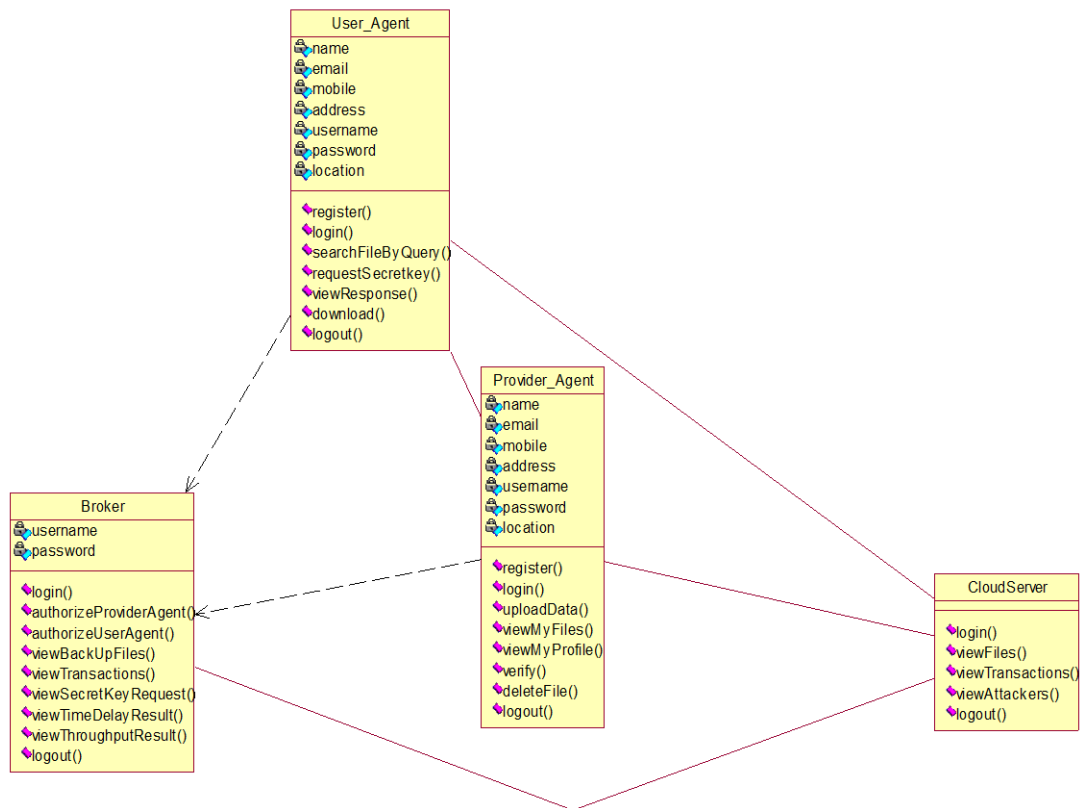 User_Agent
name
email
mobile
address
username
password
location
register()
login()
searchFileByQuery()
requestSecretkey()
viewResponse()
download()
logout()
Provider_Agent
name
email
mobile
address
username
password
location
register()
login()
uploadData()
viewMyFiles()
viewMyProfile()
verify()
deleteFile()
logout()
Broker
username
password
login()
authorizeProviderAgent()
authorizeUserAgent()
viewBackUpFiles()
viewTransactions()
viewSecretKeyRequest()
viewTimeDelayResult()
viewThroughputResult()
logout()
CloudServer
login()
viewFiles()
viewTransactions()
viewAttackers()
logout()